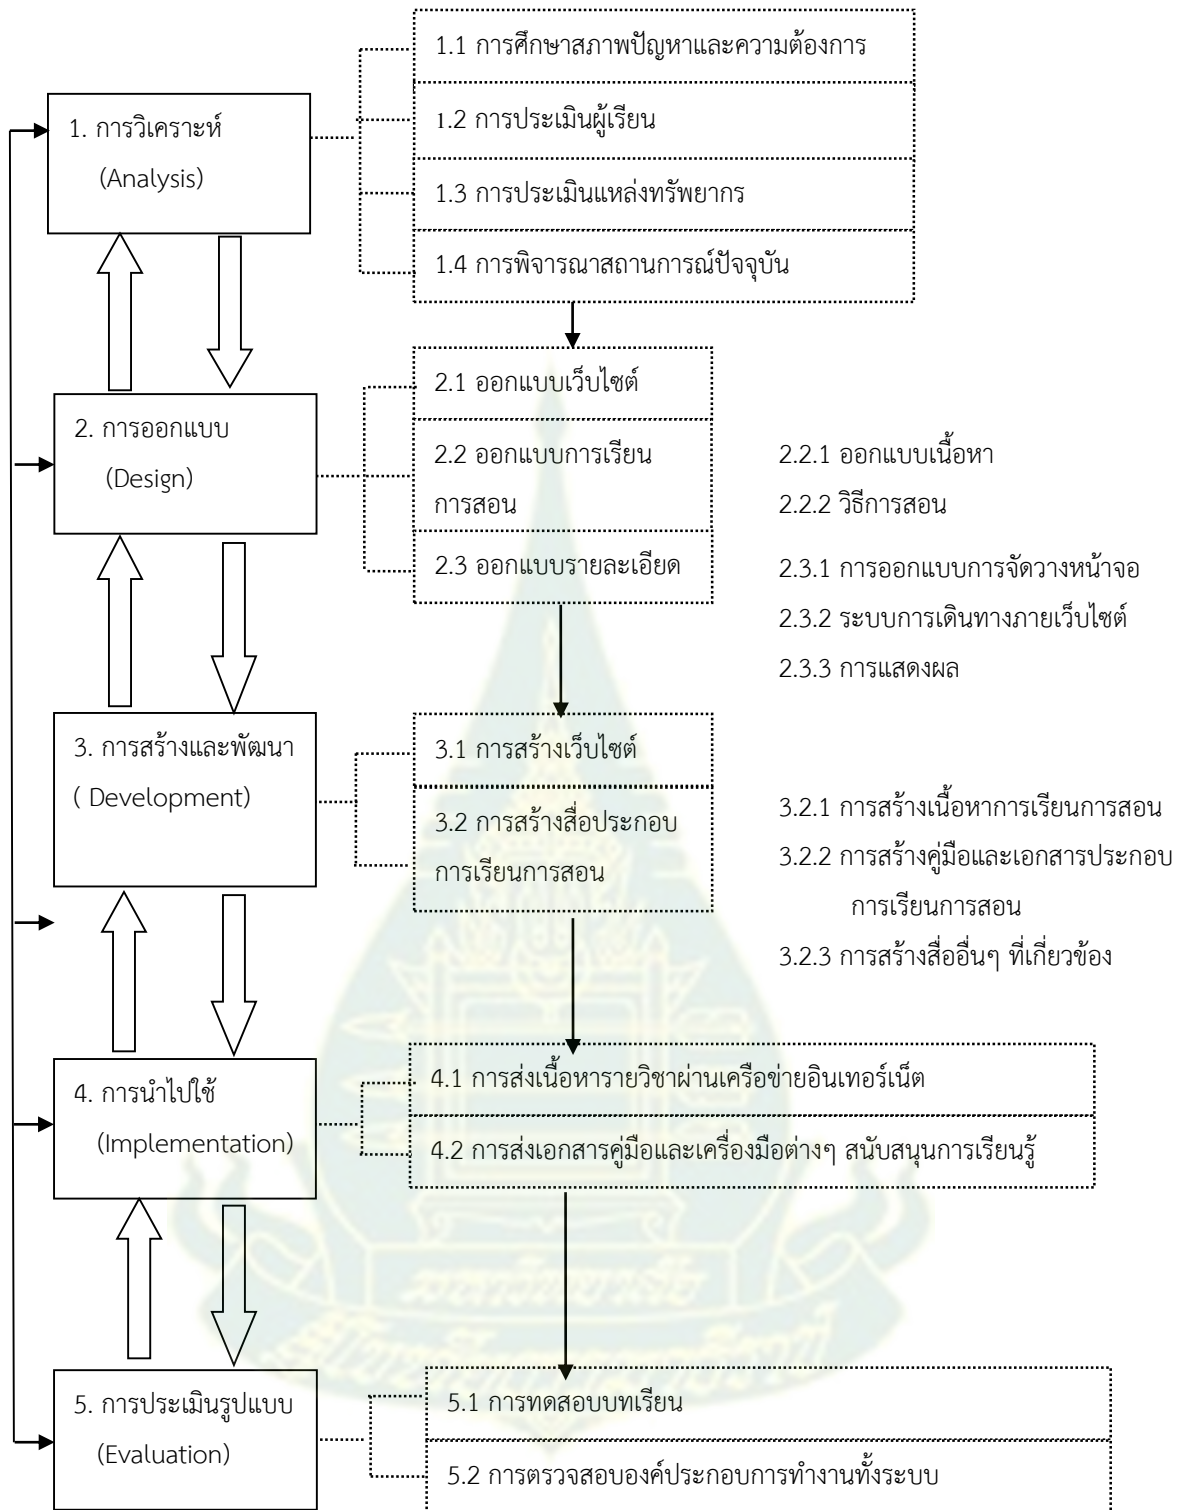 1. การวิเคราะห์
(Analysis)
1.1 การศึกษาสภาพปัญหาและความต้องการ
1.2 การประเมินผู้เรียน
1.3 การประเมินแหล่งทรัพยากร
1.4 การพิจารณาสถานการณ์ปัจจุบัน
2. การออกแบบ
(Design)
2.1 ออกแบบเว็บไซต์
2.2 ออกแบบการเรียน
การสอน
2.3 ออกแบบรายละเอียด
2.2.1 ออกแบบเนื้อหา
2.2.2 วิธีการสอน
2.3.1 การออกแบบการจัดวางหน้าจอ
2.3.2 ระบบการเดินทางภายเว็บไซต์
2.3.3 การแสดงผล
3. การสร้างและพัฒนา
( Development)
3.1 การสร้างเว็บไซต์
3.2 การสร้างสื่อประกอบ
การเรียนการสอน
3.2.1 การสร้างเนื้อหาการเรียนการสอน
3.2.2 การสร้างคู่มือและเอกสารประกอบ
การเรียนการสอน
3.2.3 การสร้างสื่ออื่นๆ ที่เกี่ยวข้อง
4. การนำไปใช้
(Implementation)
4.1 การส่งเนื้อหารายวิชาผ่านเครือข่ายอินเทอร์เน็ต
4.2 การส่งเอกสารคู่มือและเครื่องมือต่างๆ สนับสนุนการเรียนรู้
มหาวิทยาลัย
สุโขทัยธรรมาธิราช
5. การประเมินรูปแบบ
(Evaluation)
5.1 การทดสอบบทเรียน
5.2 การตรวจสอบองค์ประกอบการทำงานทั้งระบบ